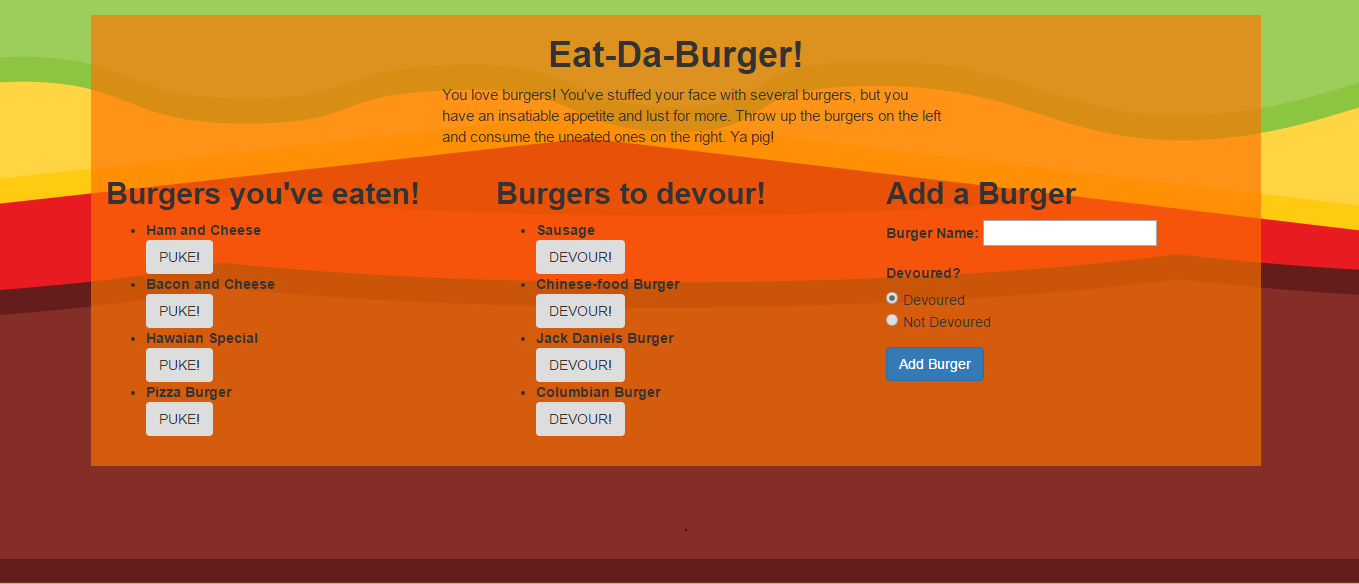 Eat-Da-Burger!
You love burgers! You've stuffed your face with several burgers, but you
have an insatiable appetite and lust for more. Throw up the burgers on the left
and consume the uneated ones on the right. Ya pig!
Burgers you've eaten!
Ham and Cheese
PUKE!
Bacon and Cheese
PUKE!
Hawaian Special
PUKE!
Pizza Burger
PUKE!
Burgers to devour!
Sausage
DEVOUR!
Chinese-food Burger
DEVOUR!
Jack Daniels Burger
DEVOUR!
Columbian Burger
DEVOUR!
Add a Burger
Burger Name:
Devoured?
Devoured
Not Devoured
Add Burger
.